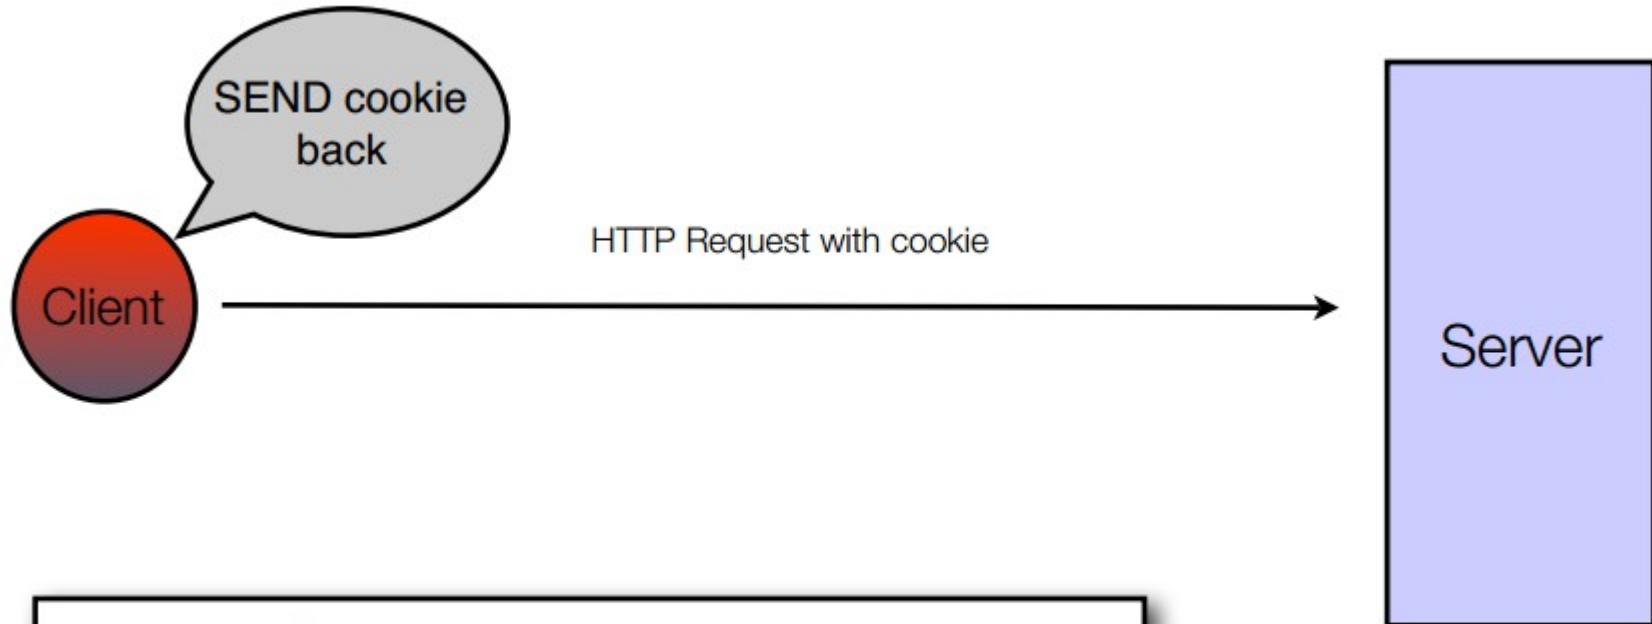 SEND cookie
back
HTTP Request with cookie
Client
Server